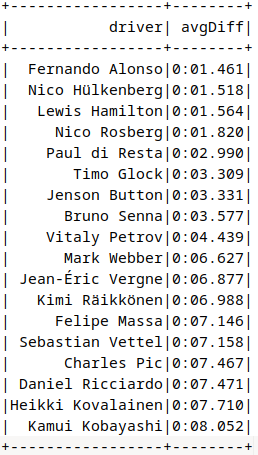 +-----------------+--------+
|           driver| avgDiff|
+-----------------+--------+
|  Fernando Alonso|0:01.461|
|  Nico Hülkenberg|0:01.518|
|   Lewis Hamilton|0:01.564|
|     Nico Rosberg|0:01.820|
|    Paul di Resta|0:02.990|
|       Timo Glock|0:03.309|
|    Jenson Button|0:03.331|
|      Bruno Senna|0:03.577|
|    Vitaly Petrov|0:04.439|
|      Mark Webber|0:06.627|
| Jean-Éric Vergne|0:06.877|
|   Kimi Räikkönen|0:06.988|
|     Felipe Massa|0:07.146|
| Sebastian Vettel|0:07.158|
|      Charles Pic|0:07.467|
| Daniel Ricciardo|0:07.471|
|Heikki Kovalainen|0:07.710|
|  Kamui Kobayashi|0:08.052|
+-----------------+--------+